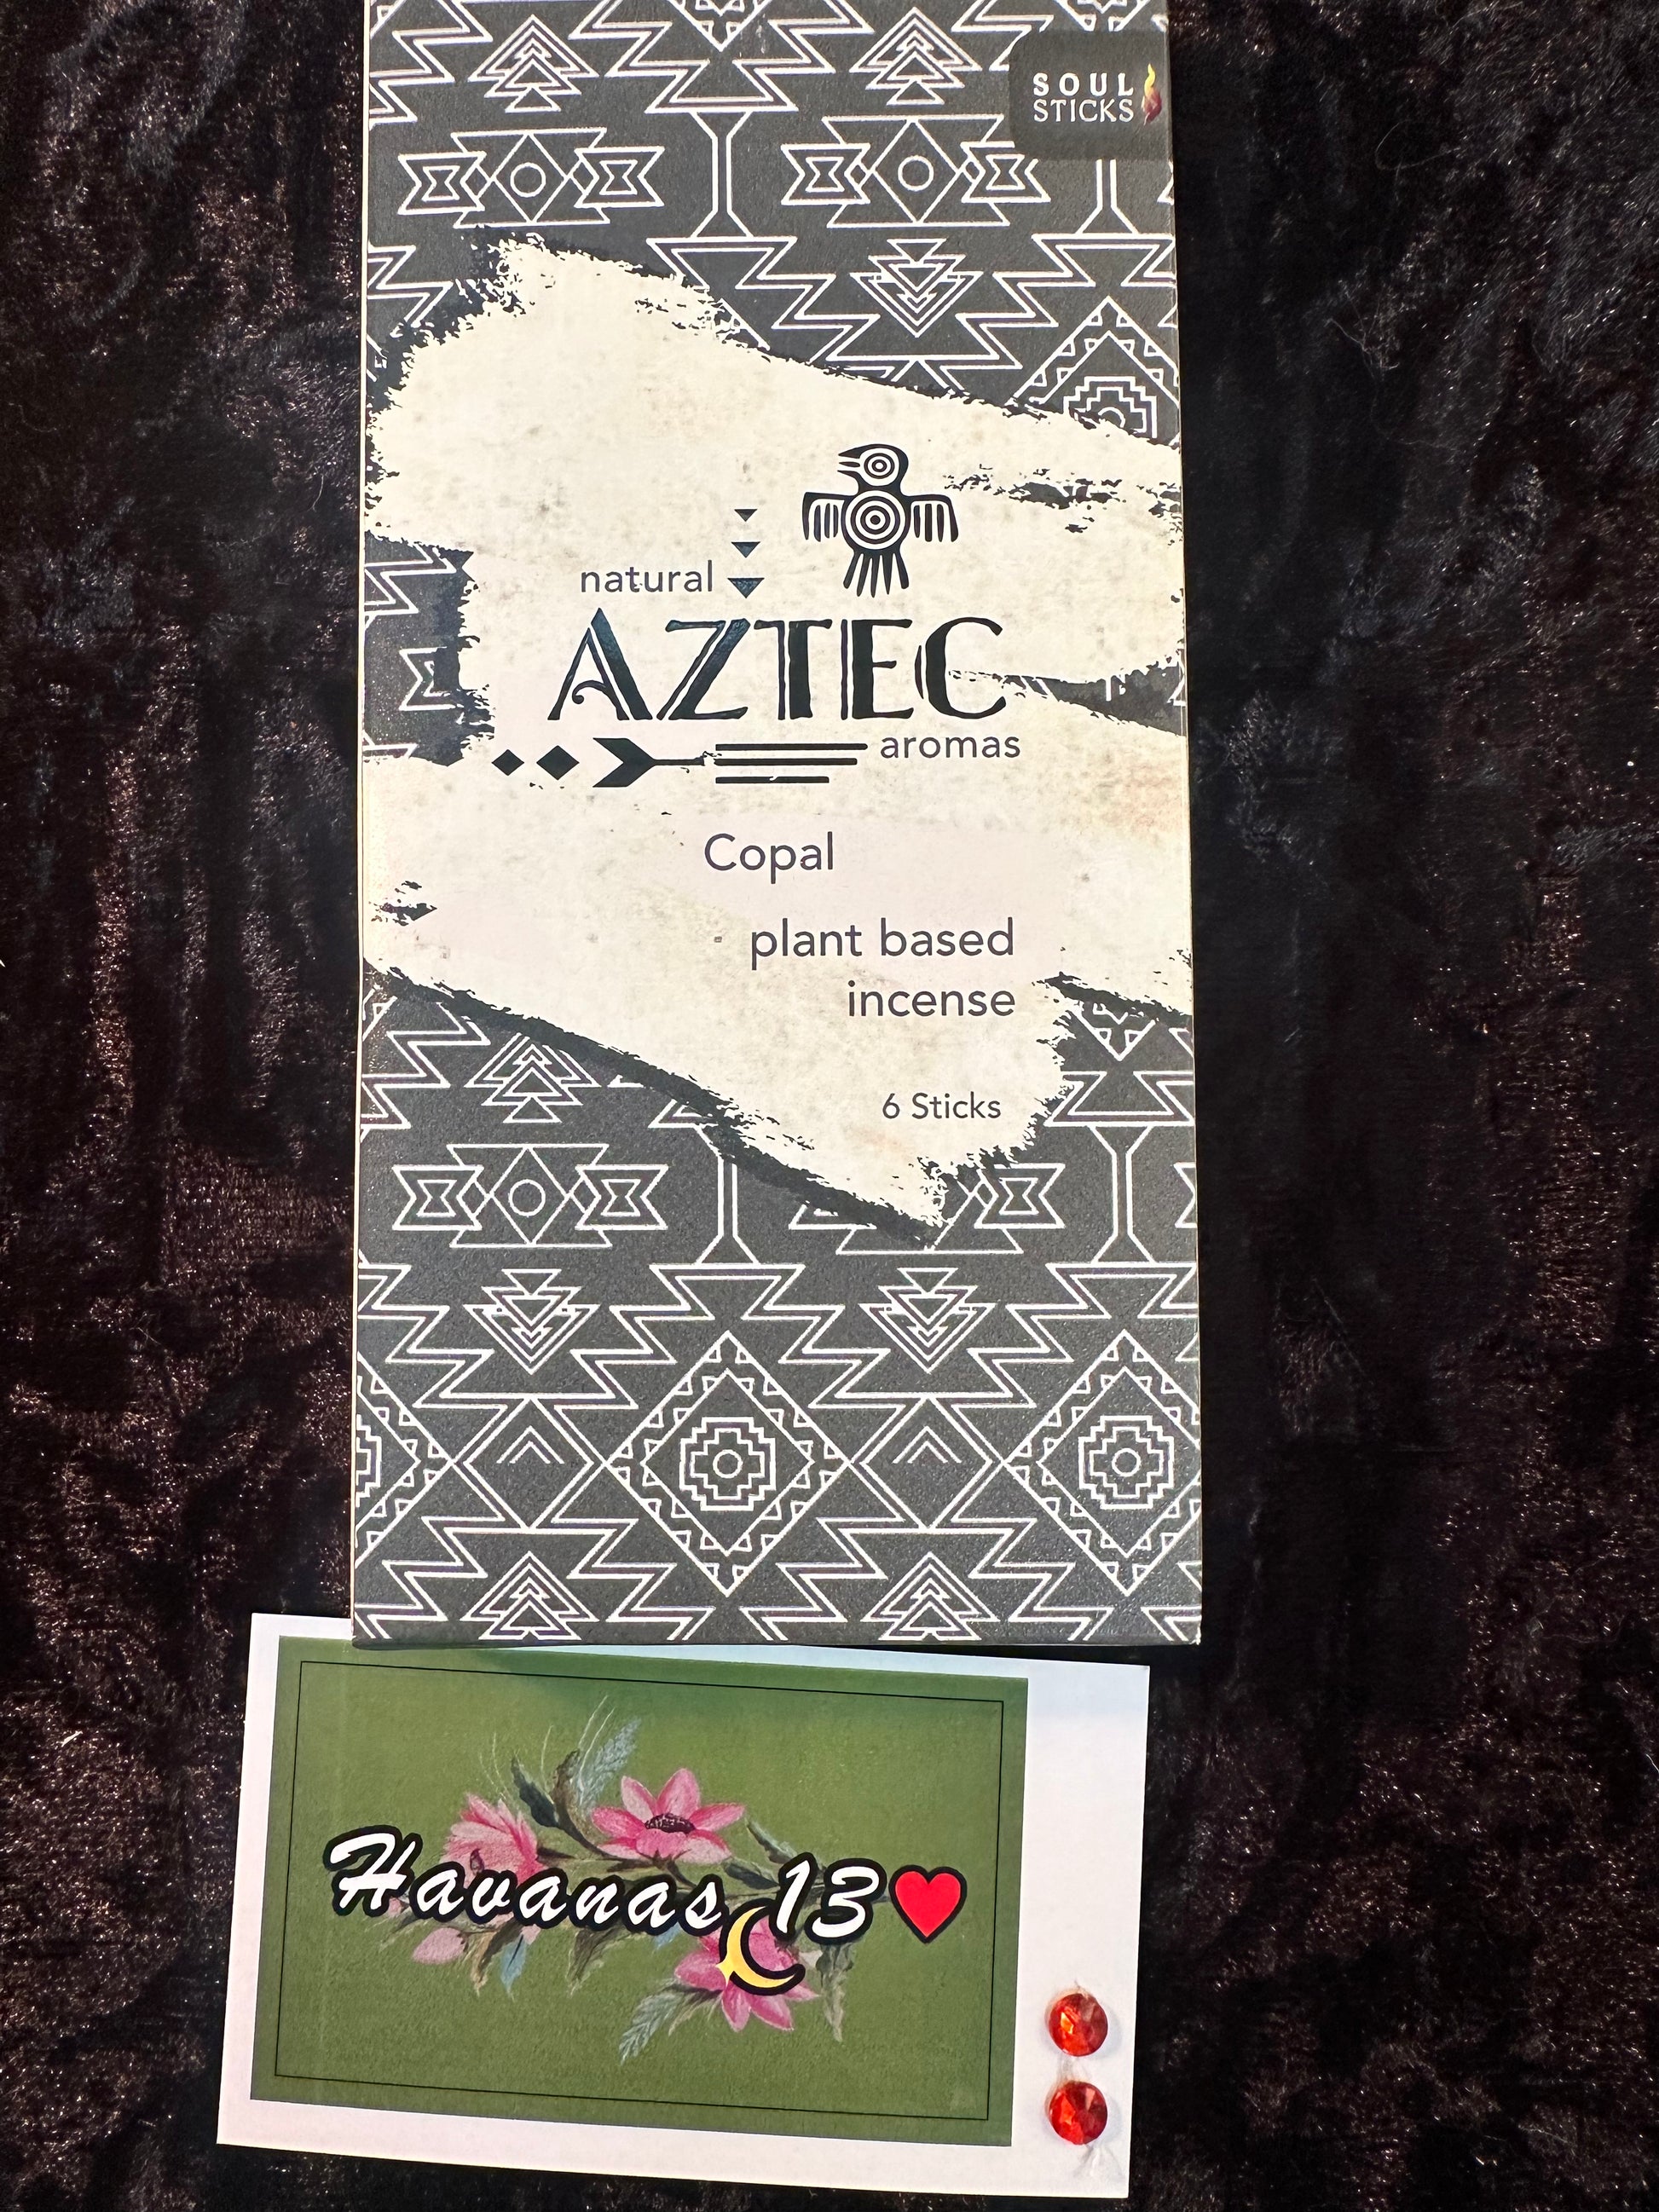 SOUL
STICKS
natural
AZTEC
aromas
Copal
plant based
incense
6 Sticks
Havanas 13